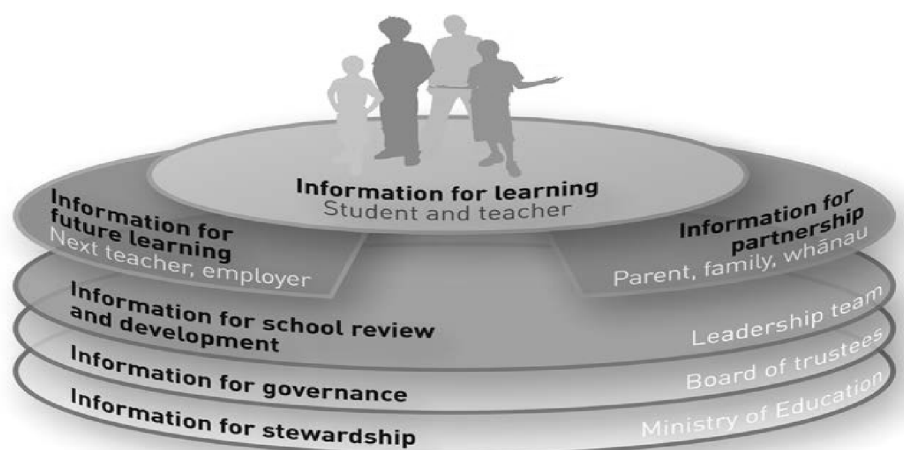 Information for learning
Student and teacher
Information for
future learning
Next teacher, employer
Information for
partnership
Parent, family, whānau
Information for school review
and development
Leadership team
Information for governance
Board of trustees
Information for stewardship
Ministry of Education